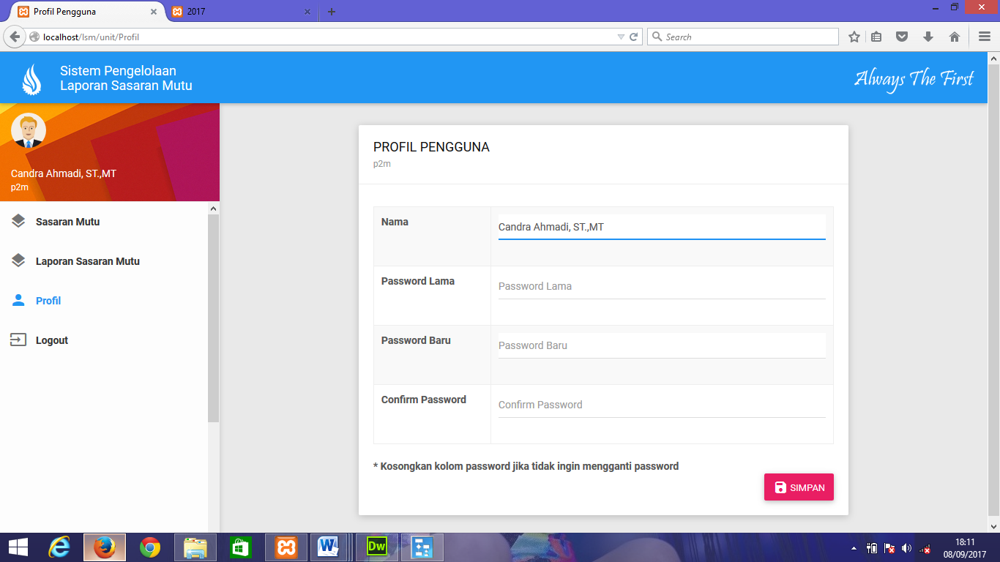 Profil Pengguna
2017
localhost/lsm/unit/Profil
Search
Sistem Pengelolaan
Laporan Sasaran Mutu
Always The First
Candra Ahmadi, ST.,MT
p2m
Sasaran Mutu
Laporan Sasaran Mutu
Profil
Logout
PROFIL PENGGUNA
p2m
Nama
Candra Ahmadi, ST.,MT
Password Lama
Password Lama
Password Baru
Password Baru
Confirm Password
Confirm Password
* Kosongkan kolom password jika tidak ingin mengganti password
SIMPAN
Dw
18:11
08/09/2017